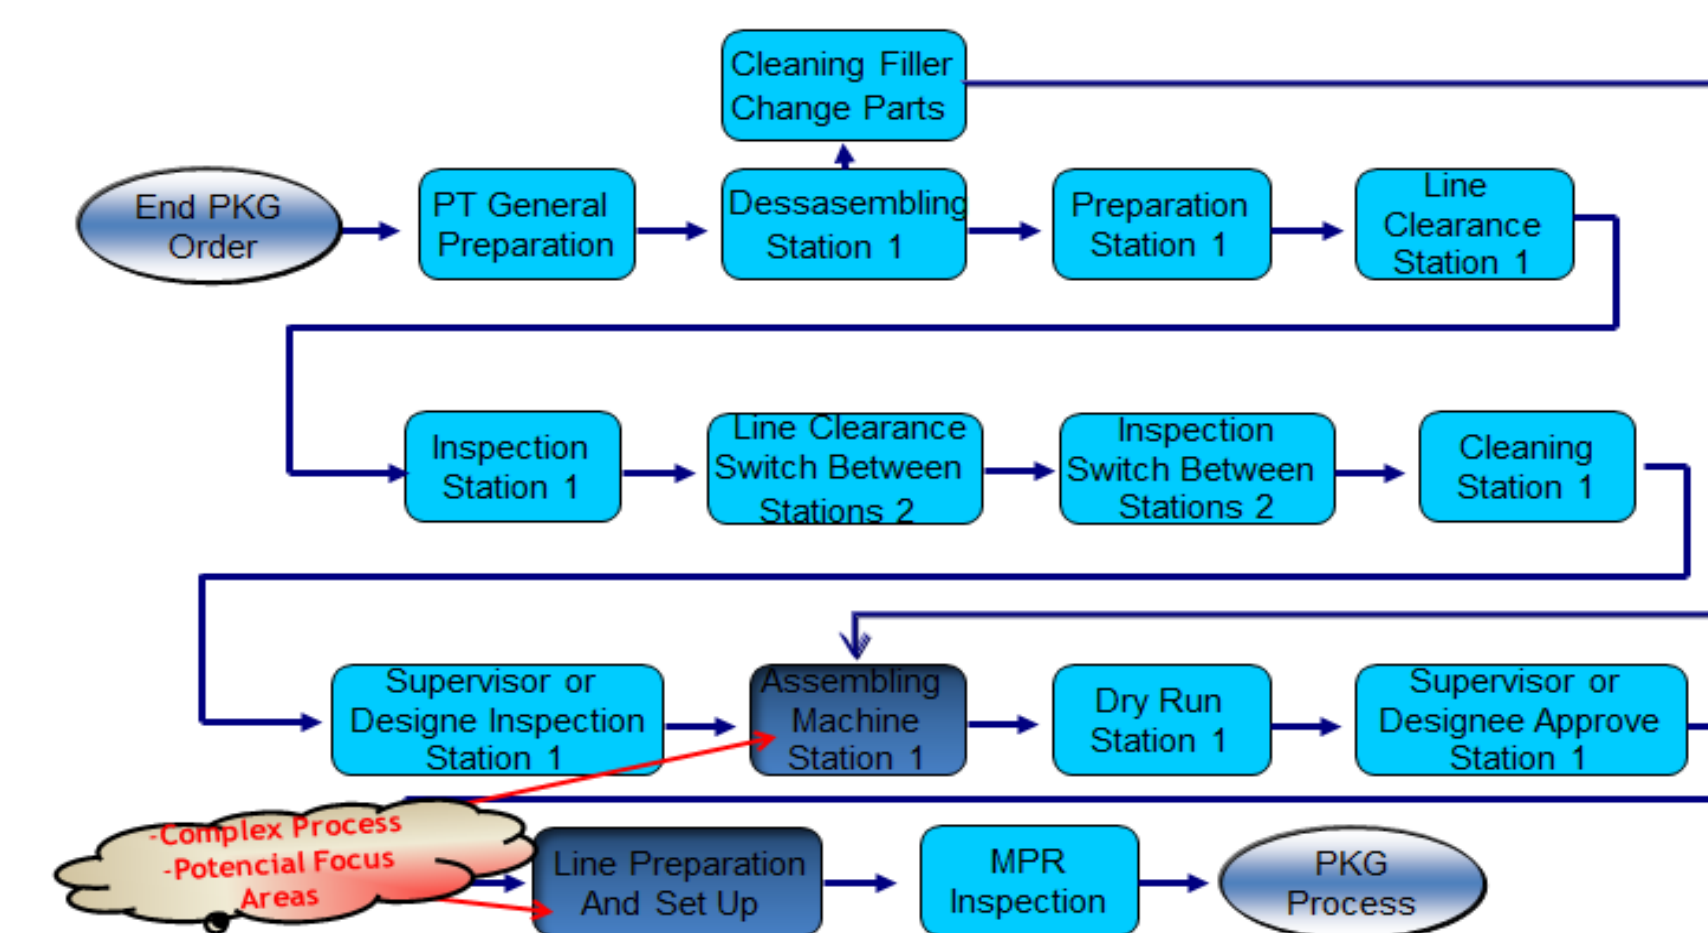 Cleaning Filler
Change Parts
End PKG
Order
PT General
Preparation
Dessasembling
Station 1
Preparation
Station 1
Line
Clearance
Station 1
Inspection
Station 1
Line Clearance
Switch Between
Stations 2
Inspection
Switch Between
Stations 2
Cleaning
Station 1
Supervisor or
Designe Inspection
Station 1
Assembling
Machine
Station 1
Dry Run
Station 1
Supervisor or
Designee Approve
Station 1
-Complex Process
-Potencial Focus
Areas
Line Preparation
And Set Up
MPR
Inspection
PKG
Process